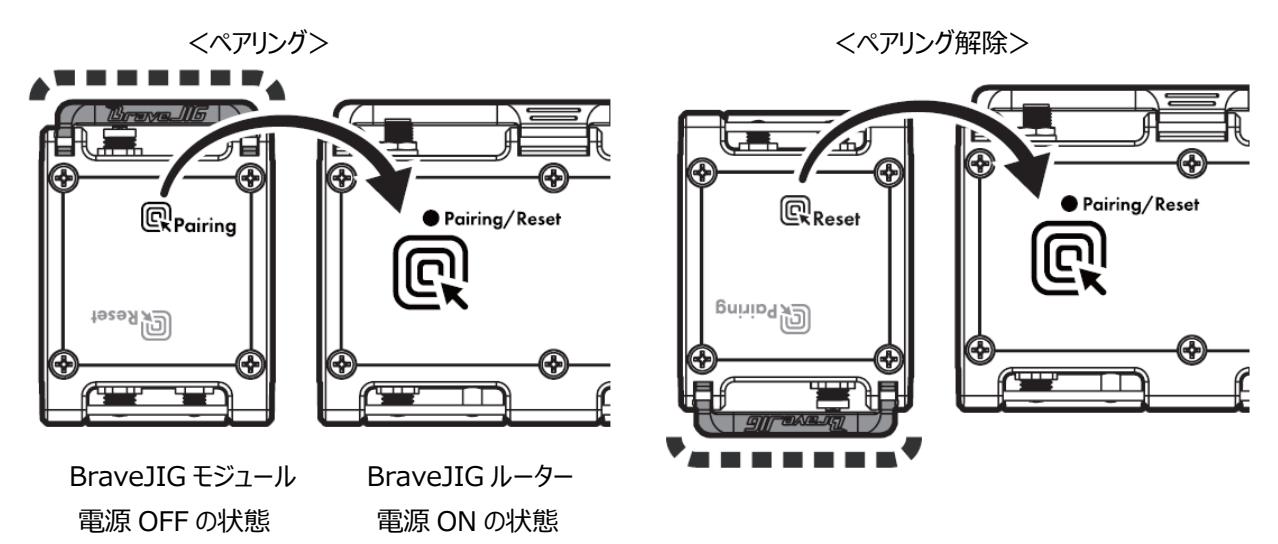 ＜ペアリング＞
BraveJIG
Pairing
Reset
Pairing/Reset
BraveJIG モジュール
電源 OFF の状態
BraveJIG ルーター
電源 ON の状態
＜ペアリング解除＞
Reset
Pairing
BraveJIG
Pairing/Reset